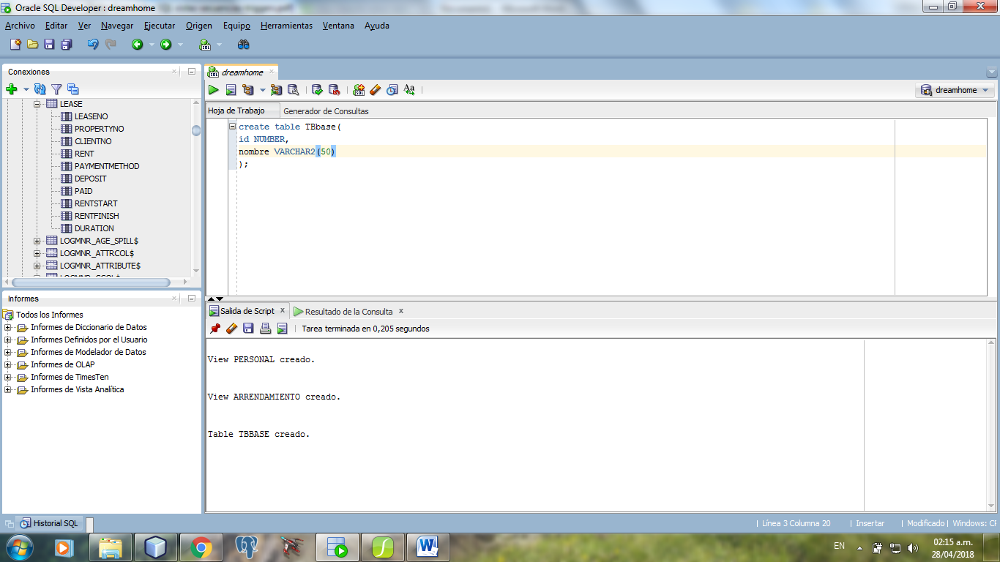 Oracle SQL Developer : dreamhome
Archivo Editar Ver Navegar Ejecutar Origen Equipo Herramientas Ventana Ayuda
Conexiones
LEASE
LEASENO
PROPERTYNO
CLIENTNO
RENT
PAYMENTMETHOD
DEPOSIT
PAID
RENTSTART
RENTFINISH
DURATION
LOGMNR_AGE_SPILL$
LOGMNR_ATTRCOL$
LOGMNR_ATTRIBUTE$
Informes
Todos los Informes
Informes de Diccionario de Datos
Informes Definidos por el Usuario
Informes de Modelador de Datos
Informes de OLAP
Informes de TimesTen
Informes de Vista Analítica
dreamhome
dreamhome
Hoja de Trabajo Generador de Consultas
create table TBbase(
id NUMBER,
nombre VARCHAR2(50)
);
Salida de Script Resultado de la Consulta
Tarea terminada en 0,205 segundos
View PERSONAL creado.
View ARRENDAMIENTO creado.
Table TBBASE creado.
Historial SQL
Línea 3 Columna 20 Insertar Modificado Windows: CF
EN
02:15 a.m.
28/04/2018